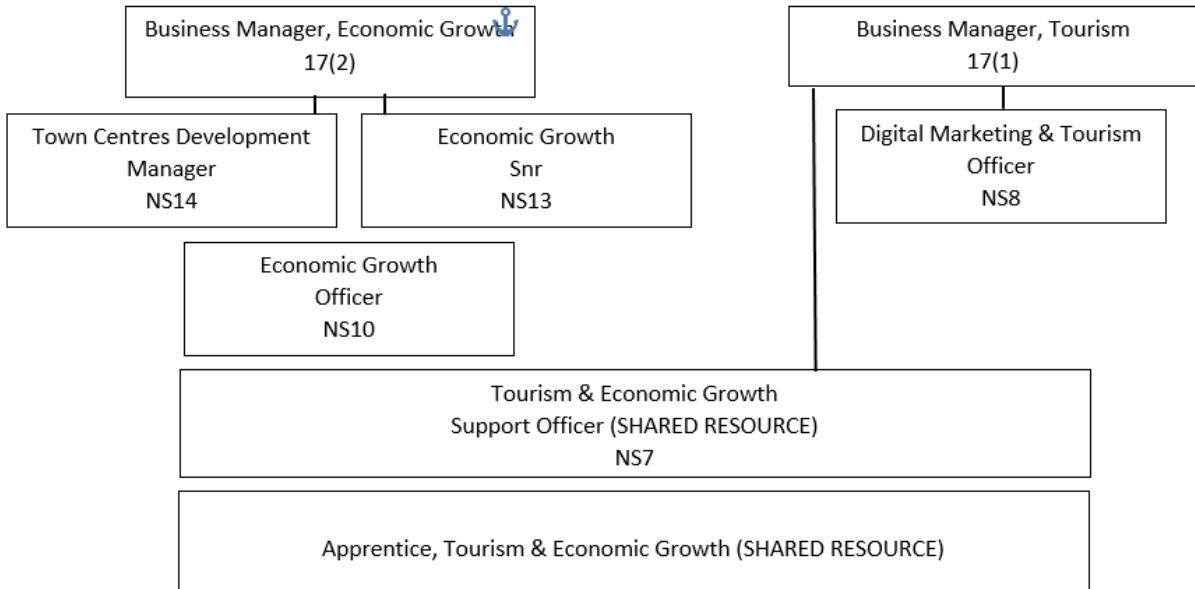 Business Manager, Economic Growth
17(2)
Business Manager, Tourism
17(1)
Town Centres Development
Manager
NS14
Economic Growth
Snr
NS13
Digital Marketing & Tourism
Officer
NS8
Economic Growth
Officer
NS10
Tourism & Economic Growth
Support Officer (SHARED RESOURCE)
NS7
Apprentice, Tourism & Economic Growth (SHARED RESOURCE)